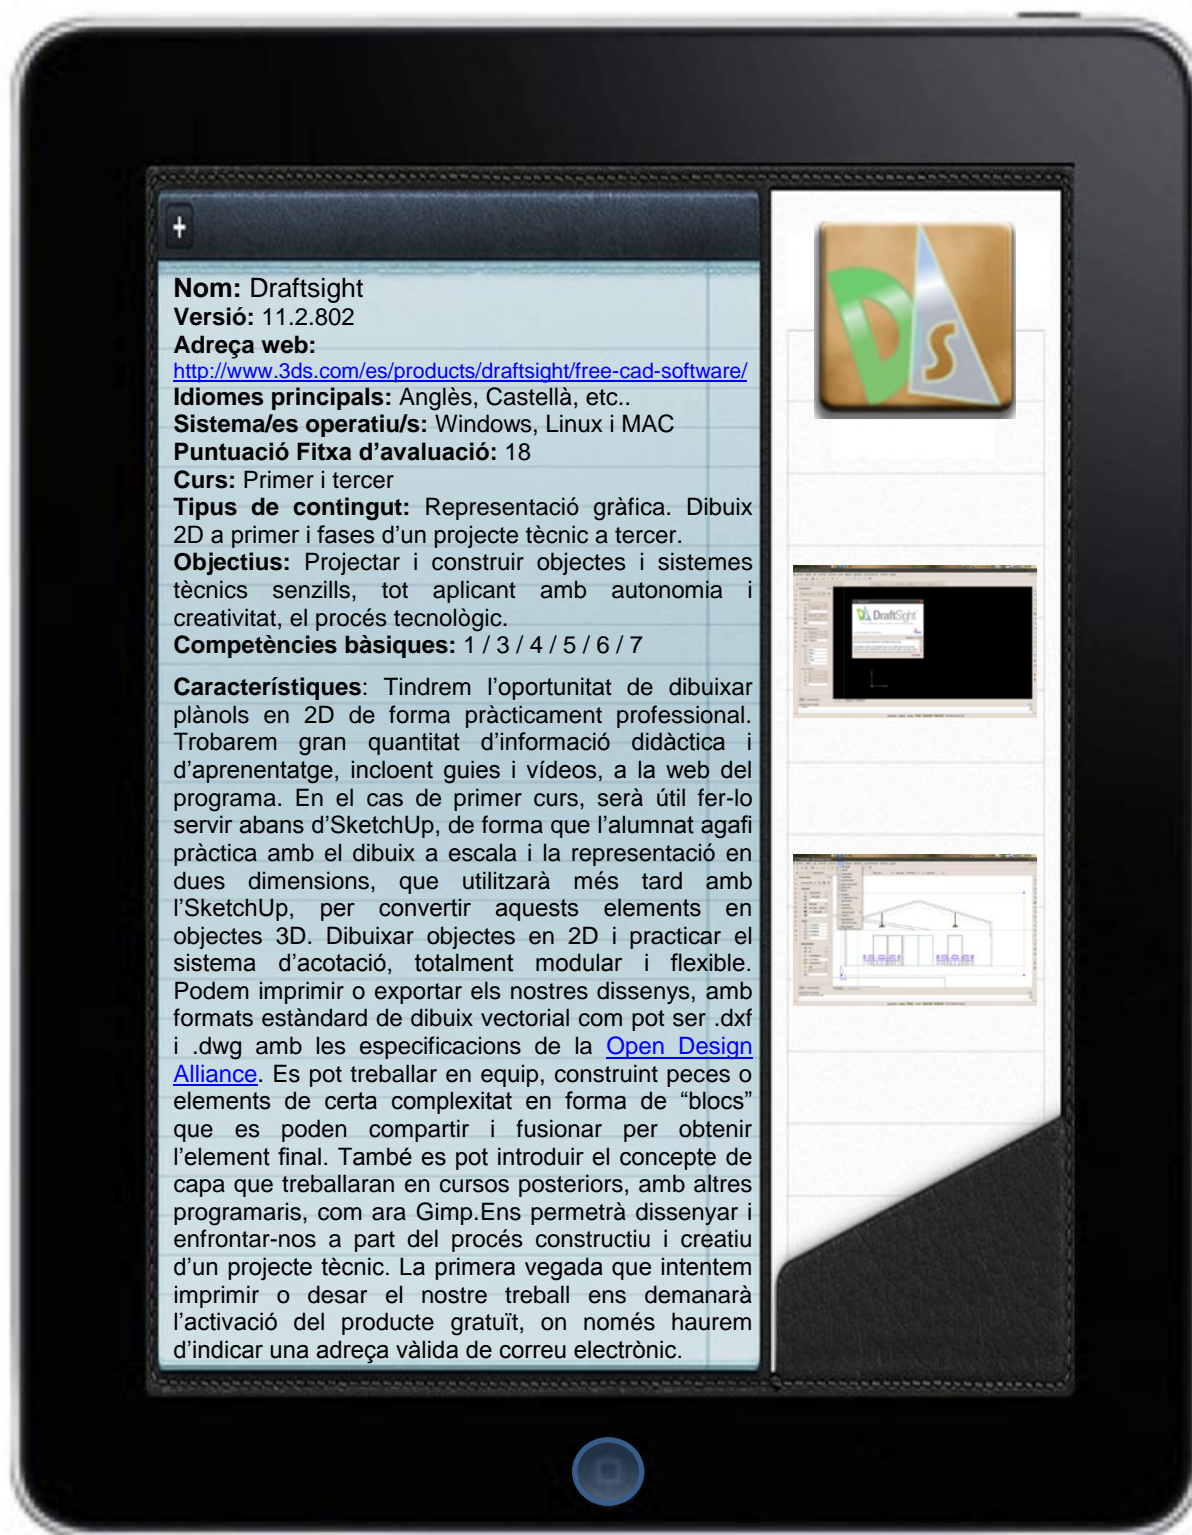 Nom: Draftsight
Versió: 11.2.802
Adreça web:
http://www.3ds.com/es/products/draftsight/free-cad-software/
Idiomes principals: Anglès, Castellà, etc..
Sistema/es operatiu/s: Windows, Linux i MAC
Puntuació Fitxa d’avaluació: 18
Curs: Primer i tercer
Tipus de contingut: Representació gràfica. Dibuix
2D a primer i fases d’un projecte tècnic a tercer.
Objectius: Projectar i construir objectes i sistemes
tècnics senzills, tot aplicant amb autonomia i
creativitat, el procés tecnològic.
Competències bàsiques: 1 / 3 / 4 / 5 / 6 / 7
Característiques: Tindrem l’oportunitat de dibuixar
plànols en 2D de forma pràcticament professional.
Trobarem gran quantitat d’informació didàctica i
d’aprenentatge, incloent guies i vídeos, a la web del
programa. En el cas de primer curs, serà útil fer-lo
servir abans d’SketchUp, de forma que l’alumnat agafi
pràctica amb el dibuix a escala i la representació en
dues dimensions, que utilitzarà més tard amb
l’SketchUp, per convertir aquests elements en
objectes 3D. Dibuixar objectes en 2D i practicar el
sistema d’acotació, totalment modular i flexible.
Podem imprimir o exportar els nostres dissenys, amb
formats estàndard de dibuix vectorial com pot ser .dxf
i .dwg amb les especificacions de la Open Design
Alliance. Es pot treballar en equip, construint peces o
elements de certa complexitat en forma de “blocs”
que es poden compartir i fusionar per obtenir
l’element final. També es pot introduir el concepte de
capa que treballaran en cursos posteriors, amb altres
programaris, com ara Gimp.Ens permetrà dissenyar i
enfrontar-nos a part del procés constructiu i creatiu
d’un projecte tècnic. La primera vegada que intentem
imprimir o desar el nostre treball ens demanarà
l’activació del producte gratuït, on només haurem
d’indicar una adreça vàlida de correu electrònic.
DS
DraftSight